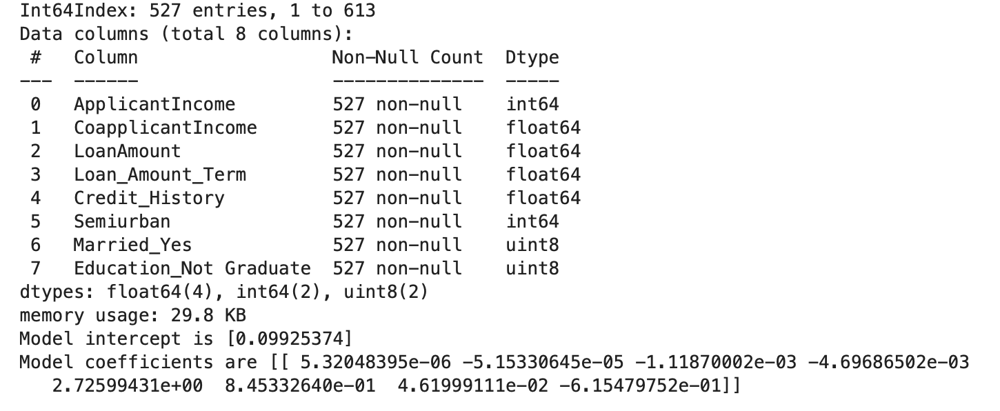 Int64Index: 527 entries, 1 to 613
Data columns (total 8 columns):
 #   Column                  Non-Null Count  Dtype
---  ------                  --------------  -----
 0   ApplicantIncome         527 non-null    int64
 1   CoapplicantIncome       527 non-null    float64
 2   LoanAmount              527 non-null    float64
 3   Loan_Amount_Term        527 non-null    float64
 4   Credit_History          527 non-null    float64
 5   Semiurban               527 non-null    int64
 6   Married_Yes             527 non-null    uint8
 7   Education_Not Graduate  527 non-null    uint8
dtypes: float64(4), int64(2), uint8(2)
memory usage: 29.8 KB
Model intercept is [0.09925374]
Model coefficients are [[ 5.32048395e-06 -5.15330645e-05 -1.11870002e-03 -4.69686502e-03
   2.72599431e+00  8.45332640e-01  4.61999111e-02 -6.15479752e-01]]